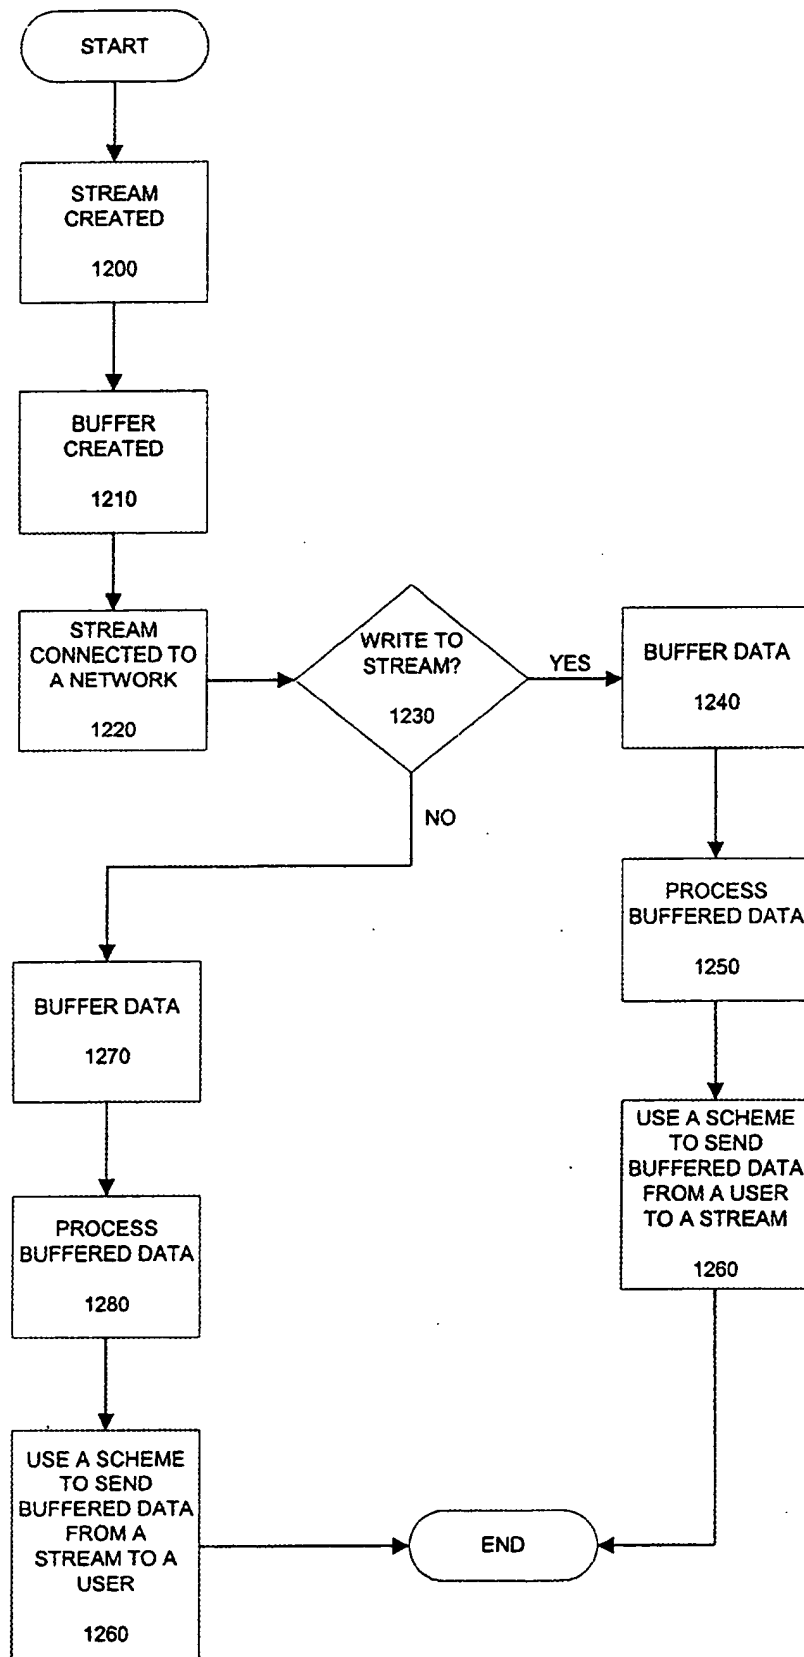 START
STREAM
CREATED
1200
BUFFER
CREATED
1210
STREAM
CONNECTED TO
A NETWORK
1220
WRITE TO
STREAM?
1230
YES
BUFFER DATA
1240
NO
PROCESS
BUFFERED DATA
1250
BUFFER DATA
1270
USE A SCHEME
TO SEND
BUFFERED DATA
FROM A USER
TO A STREAM
1260
PROCESS
BUFFERED DATA
1280
USE A SCHEME
TO SEND
BUFFERED DATA
FROM A
STREAM TO A
USER
1260
END